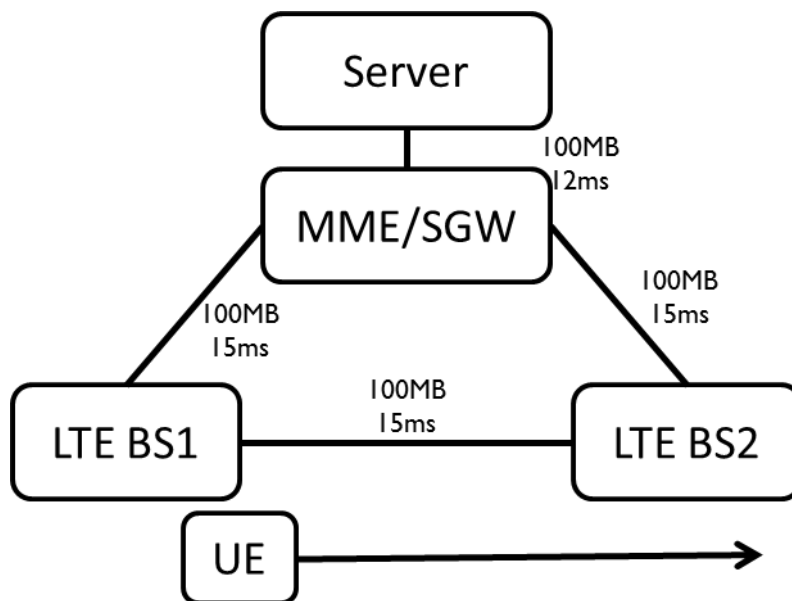 Server
100MB
12ms
MME/SGW
100MB
15ms
100MB
15ms
100MB
15ms
LTE BS1
LTE BS2
UE